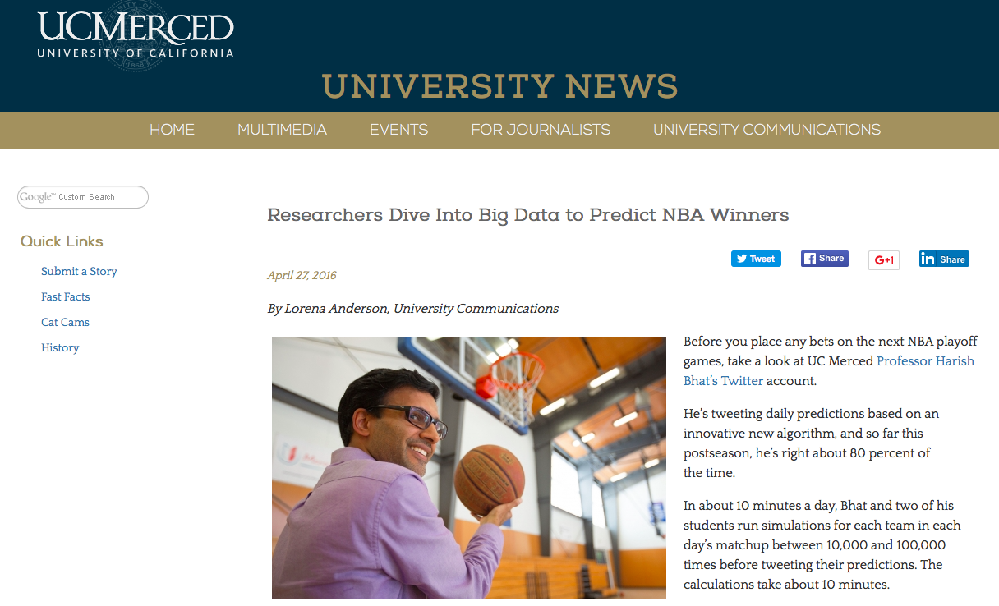 UCMERCED
UNIVERSITY OF CALIFORNIA
UNIVERSITY NEWS
HOME MULTIMEDIA EVENTS FOR JOURNALISTS UNIVERSITY COMMUNICATIONS
Google™ Custom Search
Quick Links
Submit a Story
Fast Facts
Cat Cams
History
Researchers Dive Into Big Data to Predict NBA Winners
Tweet Share G+1 in Share
April 27, 2016
By Lorena Anderson, University Communications
Before you place any bets on the next NBA playoff
games, take a look at UC Merced Professor Harish
Bhat’s Twitter account.
He’s tweeting daily predictions based on an
innovative new algorithm, and so far this
postseason, he’s right about 80 percent of
the time.
In about 10 minutes a day, Bhat and two of his
students run simulations for each team in each
day’s matchup between 10,000 and 100,000
times before tweeting their predictions. The
calculations take about 10 minutes.